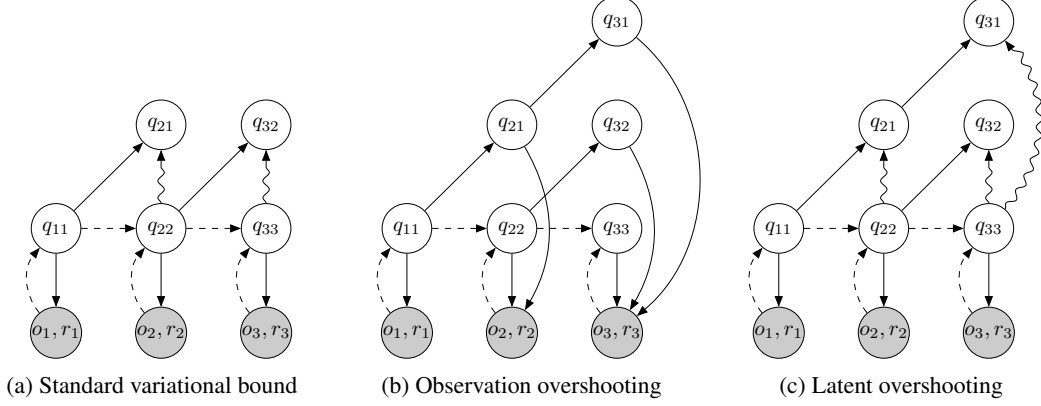 q31 q31
q21 q32 q21 q32 q21 q32
q11 q22 q33 q11 q22 q33 q11 q22 q33
o1, r1 o2, r2 o3, r3 o1, r1 o2, r2 o3, r3 o1, r1 o2, r2 o3, r3
(a) Standard variational bound (b) Observation overshooting (c) Latent overshooting